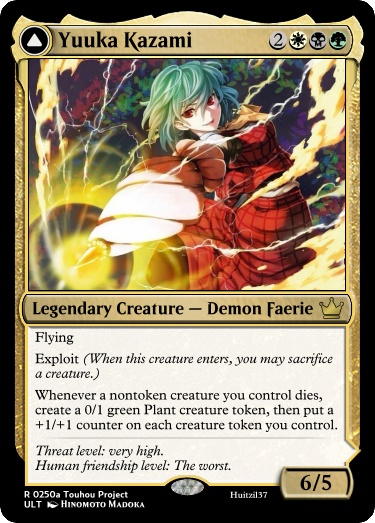 Yuuka Kazami 2
Legendary Creature — Demon Faerie
Flying
Exploit (When this creature enters, you may sacrifice
a creature.)
Whenever a nontoken creature you control dies,
create a 0/1 green Plant creature token, then put a
+1/+1 counter on each creature token you control.
Threat level: very high.
Human friendship level: The worst.
6/5
R 0250a Touhou Project
ULT HINOMOTO MADOKA
Huitzil37